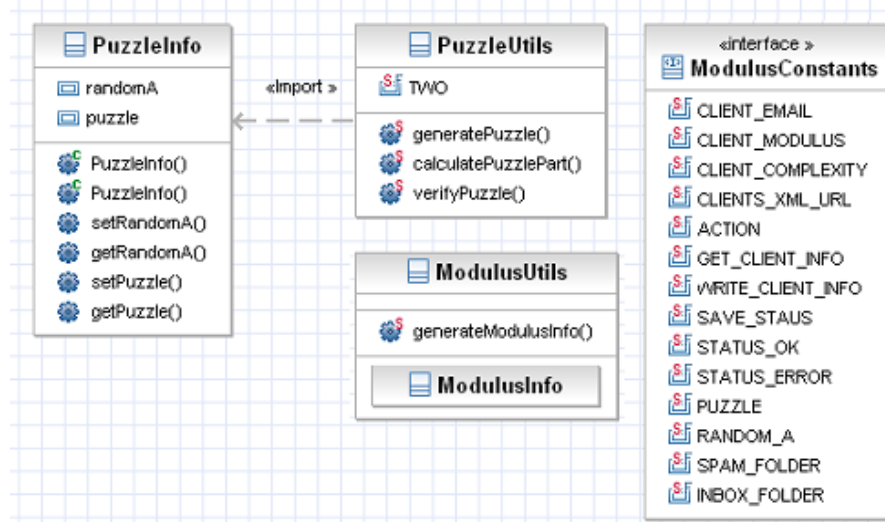 PuzzleInfo
randomA
puzzle
PuzzleInfo()
PuzzleInfo()
setRandomA()
getRandomA()
setPuzzle()
getPuzzle()
«Import »
PuzzleUtils
TWO
generatePuzzle()
calculatePuzzlePart()
verifyPuzzle()
ModulusUtils
generateModulusInfo()
ModulusInfo
«interface »
ModulusConstants
CLIENT_EMAIL
CLIENT_MODULUS
CLIENT_COMPLEXITY
CLIENTS_XML_URL
ACTION
GET_CLIENT_INFO
WRITE_CLIENT_INFO
SAVE_STAUS
STATUS_OK
STATUS_ERROR
PUZZLE
RANDOM_A
SPAM_FOLDER
INBOX_FOLDER